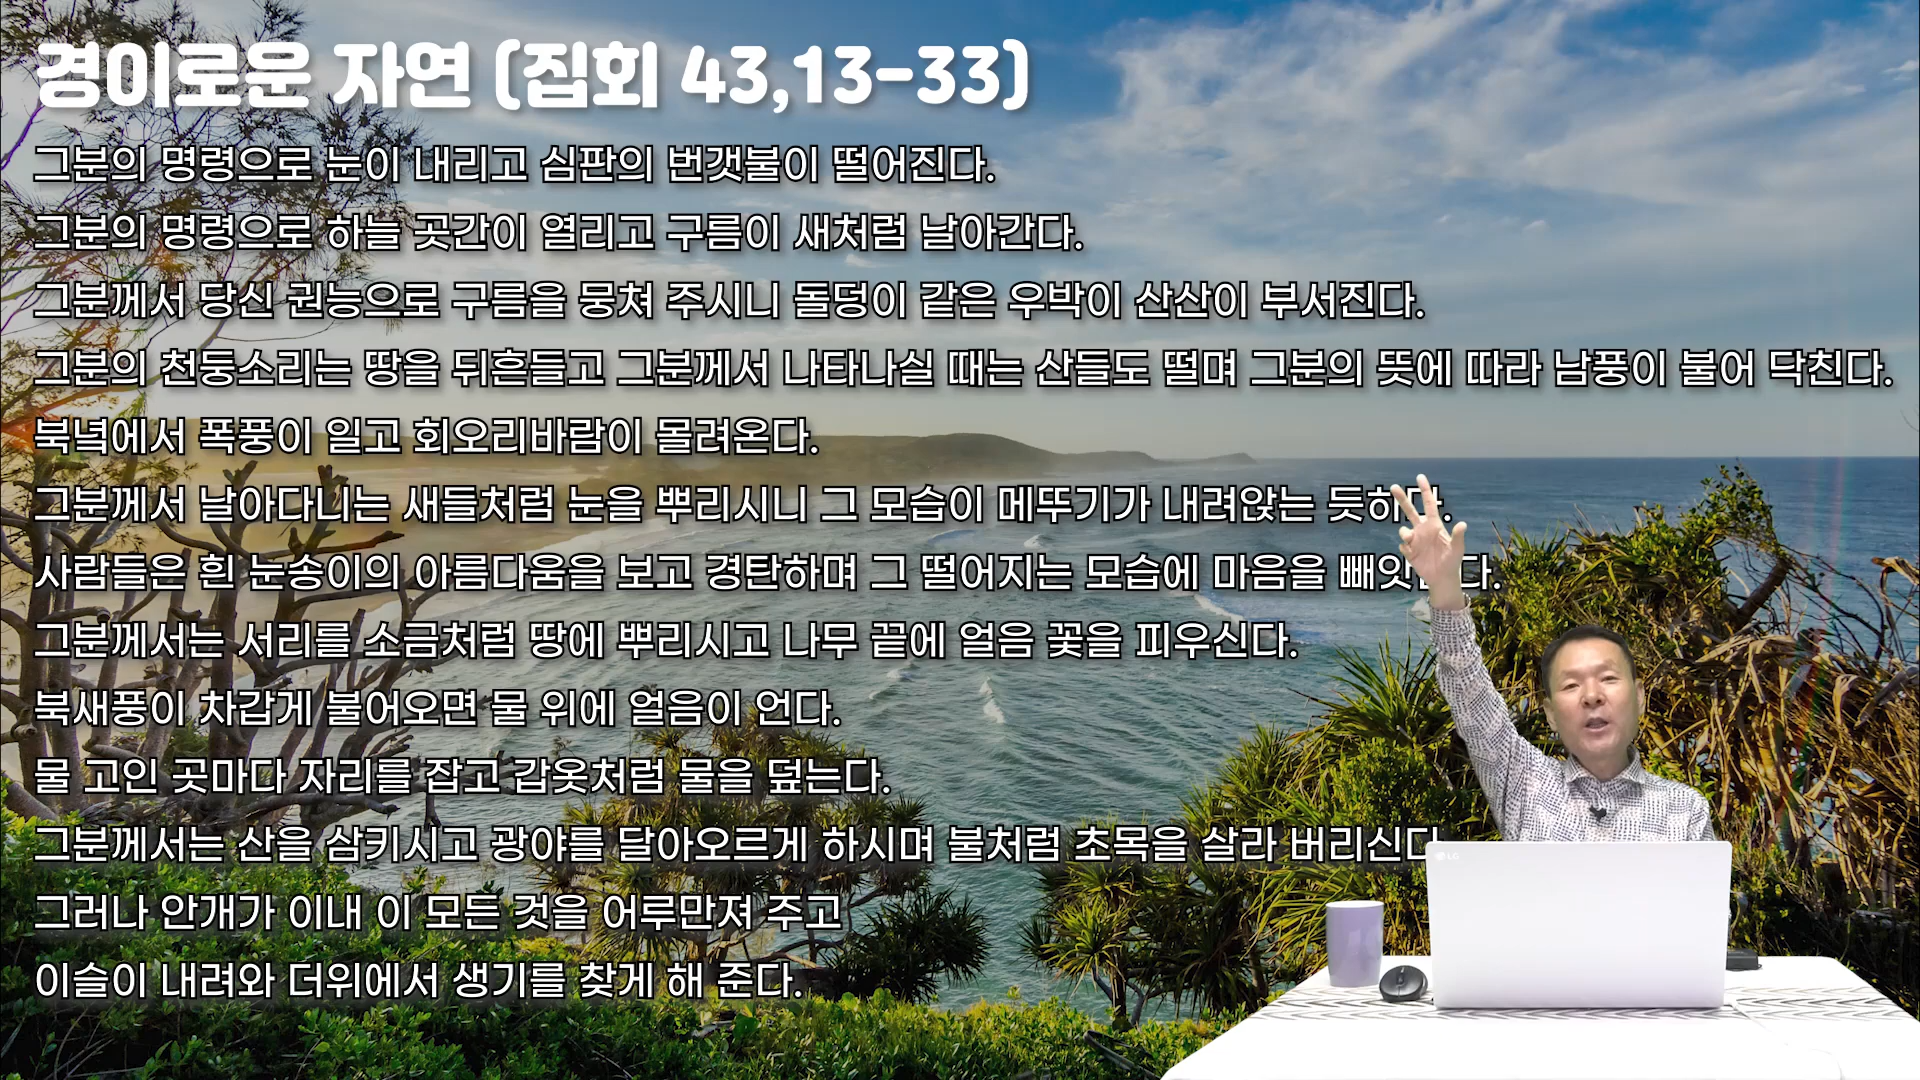 경이로운 자연 (집회 43,13-33)
그분의 명령으로 눈이 내리고 심판의 번갯불이 떨어진다.
그분의 명령으로 하늘 곳간이 열리고 구름이 새처럼 날아간다.
그분께서 당신 권능으로 구름을 뭉쳐 주시니 돌덩이 같은 우박이 산산이 부서진다.
그분의 천둥소리는 땅을 뒤흔들고 그분께서 나타나실 때는 산들도 떨며 그분의 뜻에 따라 남풍이 불어 닥친다.
북녘에서 폭풍이 일고 회오리바람이 몰려온다.
그분께서 날아다니는 새들처럼 눈을 뿌리시니 그 모습이 메뚜기가 내려앉는 듯하다.
사람들은 흰 눈송이의 아름다움을 보고 경탄하며 그 떨어지는 모습에 마음을 빼앗긴다.
그분께서는 서리를 소금처럼 땅에 뿌리시고 나무 끝에 얼음 꽃을 피우신다.
북새풍이 차갑게 불어오면 물 위에 얼음이 언다.
물 고인 곳마다 자리를 잡고 갑옷처럼 물을 덮는다.
그분께서는 산을 삼키시고 광야를 달아오르게 하시며 불처럼 초목을 살라 버리신다
그러나 안개가 이내 이 모든 것을 어루만져 주고
이슬이 내려와 더위에서 생기를 찾게 해 준다.
LG